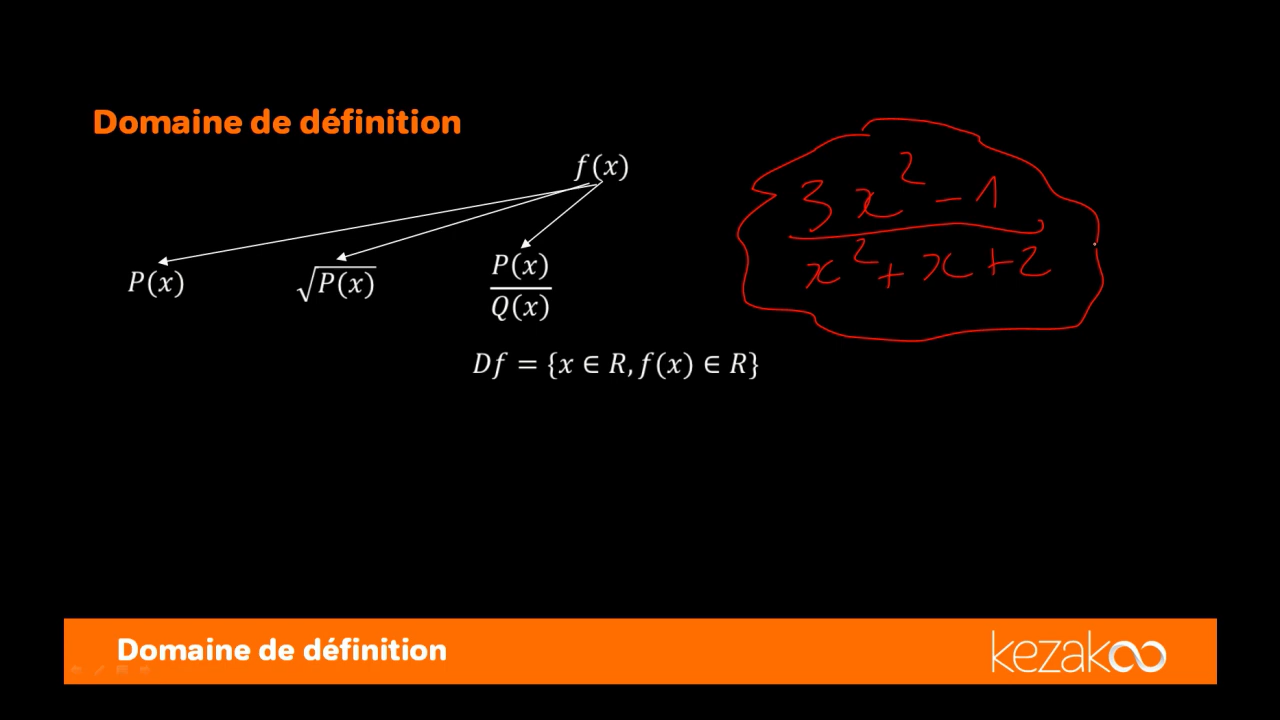 Domaine de définition
f(x)
P(x)
√P(x)
P(x)
Q(x)
3x² - 1
x² + x + 2
Df = {x ∈ R, f(x) ∈ R}
Domaine de définition
kezakoo